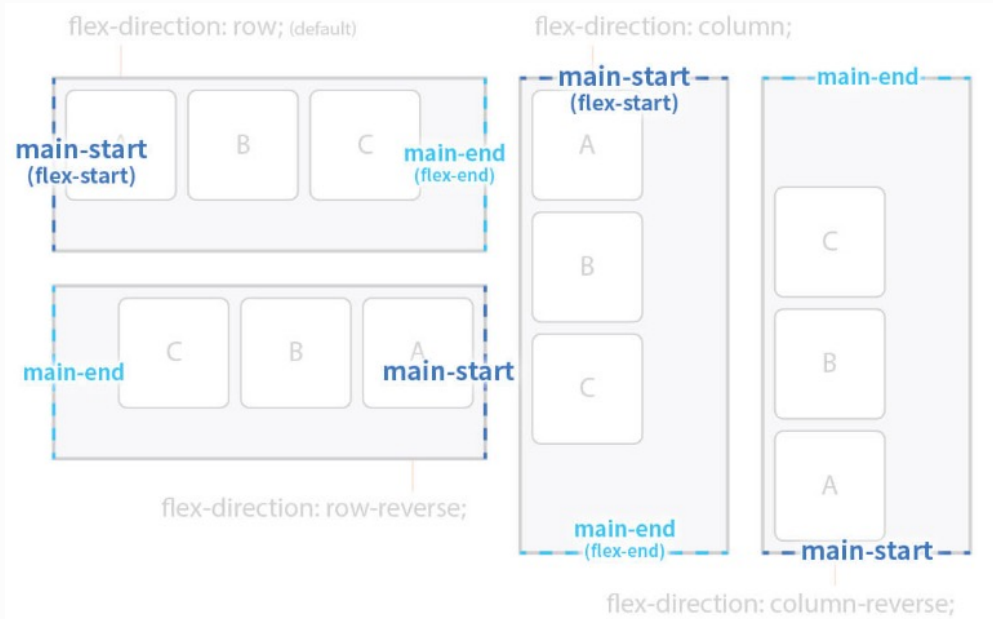 flex-direction: row; (default)
A
B
C
main-start
(flex-start)
main-end
(flex-end)
C
B
A
main-end
main-start
flex-direction: row-reverse;
flex-direction: column;
main-start
(flex-start)
A
B
C
main-end
(flex-end)
main-end
C
B
A
main-start
flex-direction: column-reverse;